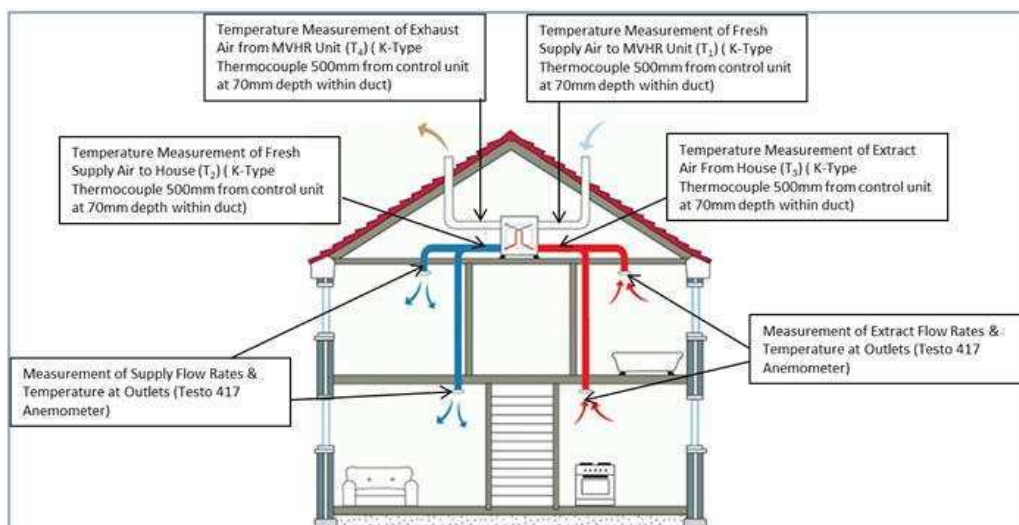 Temperature Measurement of Exhaust
Air from MVHR Unit (T4) ( K-Type
Thermocouple 500mm from control unit
at 70mm depth within duct)
Temperature Measurement of Fresh
Supply Air to MVHR Unit (T1) ( K-Type
Thermocouple 500mm from control unit
at 70mm depth within duct)
Temperature Measurement of Fresh
Supply Air to House (T2) ( K-Type
Thermocouple 500mm from control unit
at 70mm depth within duct)
Temperature Measurement of Extract
Air From House (T3) ( K-Type
Thermocouple 500mm from control unit
at 70mm depth within duct)
Measurement of Supply Flow Rates &
Temperature at Outlets (Testo 417
Anemometer)
Measurement of Extract Flow Rates &
Temperature at Outlets (Testo 417
Anemometer)